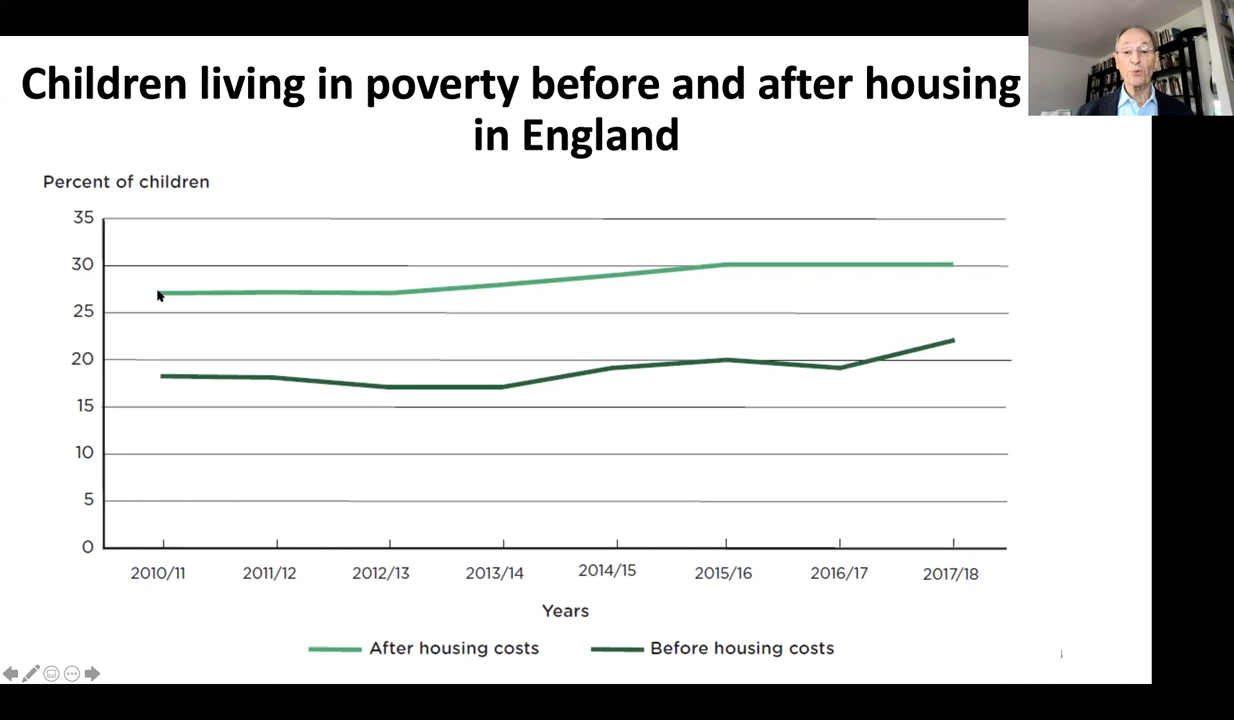 Children living in poverty before and after housing
in England
Percent of children
35
30
25
20
15
10
5
0
2010/11 2011/12 2012/13 2013/14 2014/15 2015/16 2016/17 2017/18
Years
After housing costs Before housing costs